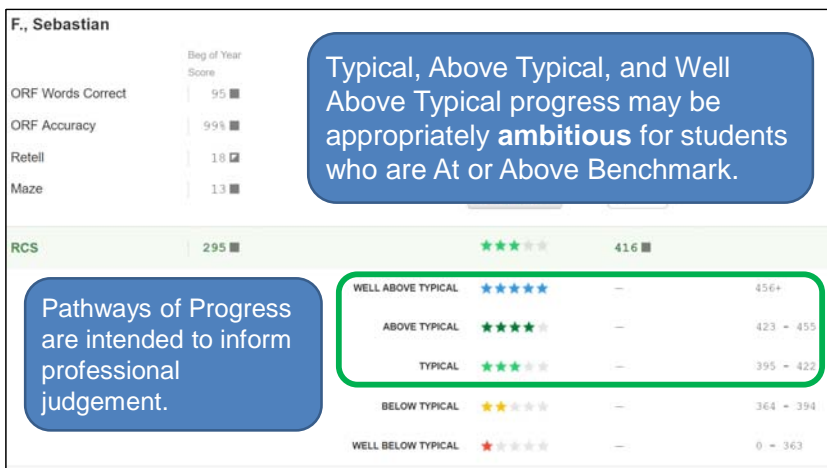 F., Sebastian
Beg of Year
Score
ORF Words Correct 95
ORF Accuracy 99%
Retell 18
Maze 13
Typical, Above Typical, and Well
Above Typical progress may be
appropriately ambitious for students
who are At or Above Benchmark.
RCS 295 416
Pathways of Progress
are intended to inform
professional
judgement.
WELL ABOVE TYPICAL — 456+
ABOVE TYPICAL — 423 - 455
TYPICAL — 395 - 422
BELOW TYPICAL — 364 - 394
WELL BELOW TYPICAL — 0 - 363